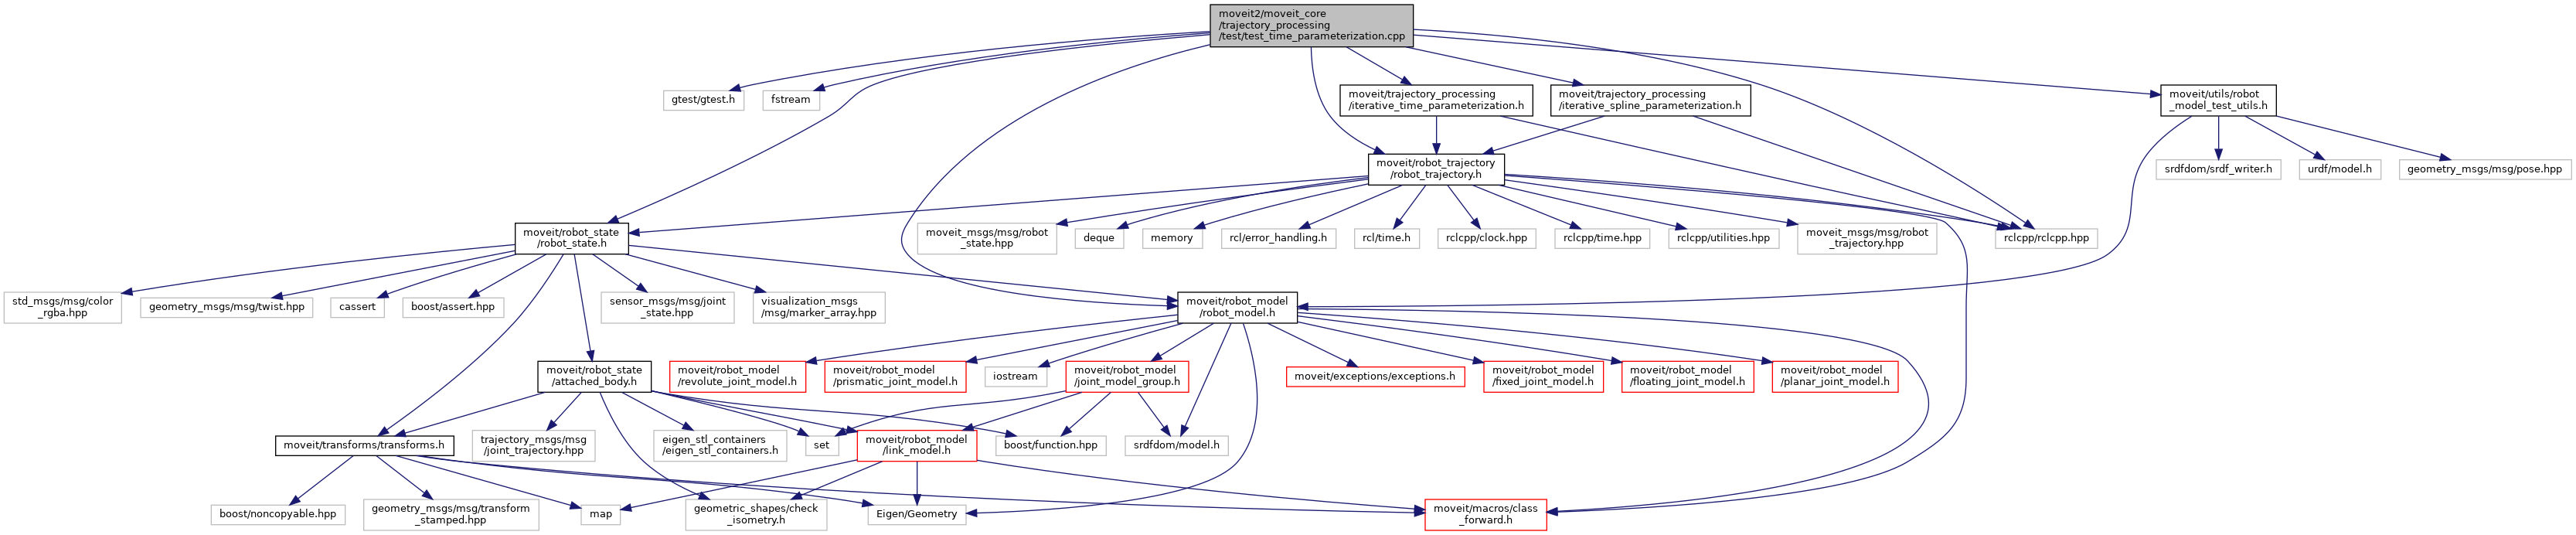 moveit2/moveit_core
/trajectory_processing
/test/test_time_parameterization.cpp
gtest/gtest.h
fstream
moveit/trajectory_processing
/iterative_time_parameterization.h
moveit/trajectory_processing
/iterative_spline_parameterization.h
moveit/utils/robot
_model_test_utils.h
moveit/robot_trajectory
/robot_trajectory.h
srdfdom/srdf_writer.h
urdf/model.h
geometry_msgs/msg/pose.hpp
moveit/robot_state
/robot_state.h
moveit_msgs/msg/robot
_state.hpp
deque
memory
rcl/error_handling.h
rcl/time.h
rclcpp/clock.hpp
rclcpp/time.hpp
rclcpp/utilities.hpp
moveit_msgs/msg/robot
_trajectory.hpp
rclcpp/rclcpp.hpp
std_msgs/msg/color
_rgba.hpp
geometry_msgs/msg/twist.hpp
cassert
boost/assert.hpp
sensor_msgs/msg/joint
_state.hpp
visualization_msgs
/msg/marker_array.hpp
moveit/robot_model
/robot_model.h
moveit/robot_state
/attached_body.h
moveit/robot_model
/revolute_joint_model.h
moveit/robot_model
/prismatic_joint_model.h
iostream
moveit/robot_model
/joint_model_group.h
moveit/exceptions/exceptions.h
moveit/robot_model
/fixed_joint_model.h
moveit/robot_model
/floating_joint_model.h
moveit/robot_model
/planar_joint_model.h
moveit/transforms/transforms.h
trajectory_msgs/msg
/joint_trajectory.hpp
eigen_stl_containers
/eigen_stl_containers.h
set
moveit/robot_model
/link_model.h
boost/function.hpp
srdfdom/model.h
boost/noncopyable.hpp
geometry_msgs/msg/transform
_stamped.hpp
map
geometric_shapes/check
_isometry.h
Eigen/Geometry
moveit/macros/class
_forward.h